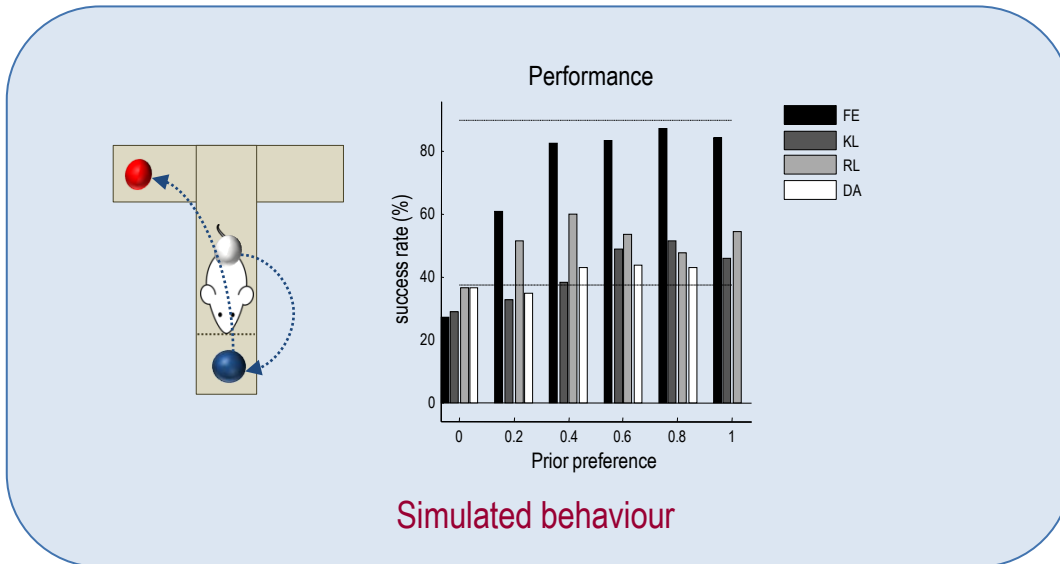 Performance
FE
KL
RL
DA
80
60
40
20
0
success rate (%)
0 0.2 0.4 0.6 0.8 1
Prior preference
Simulated behaviour